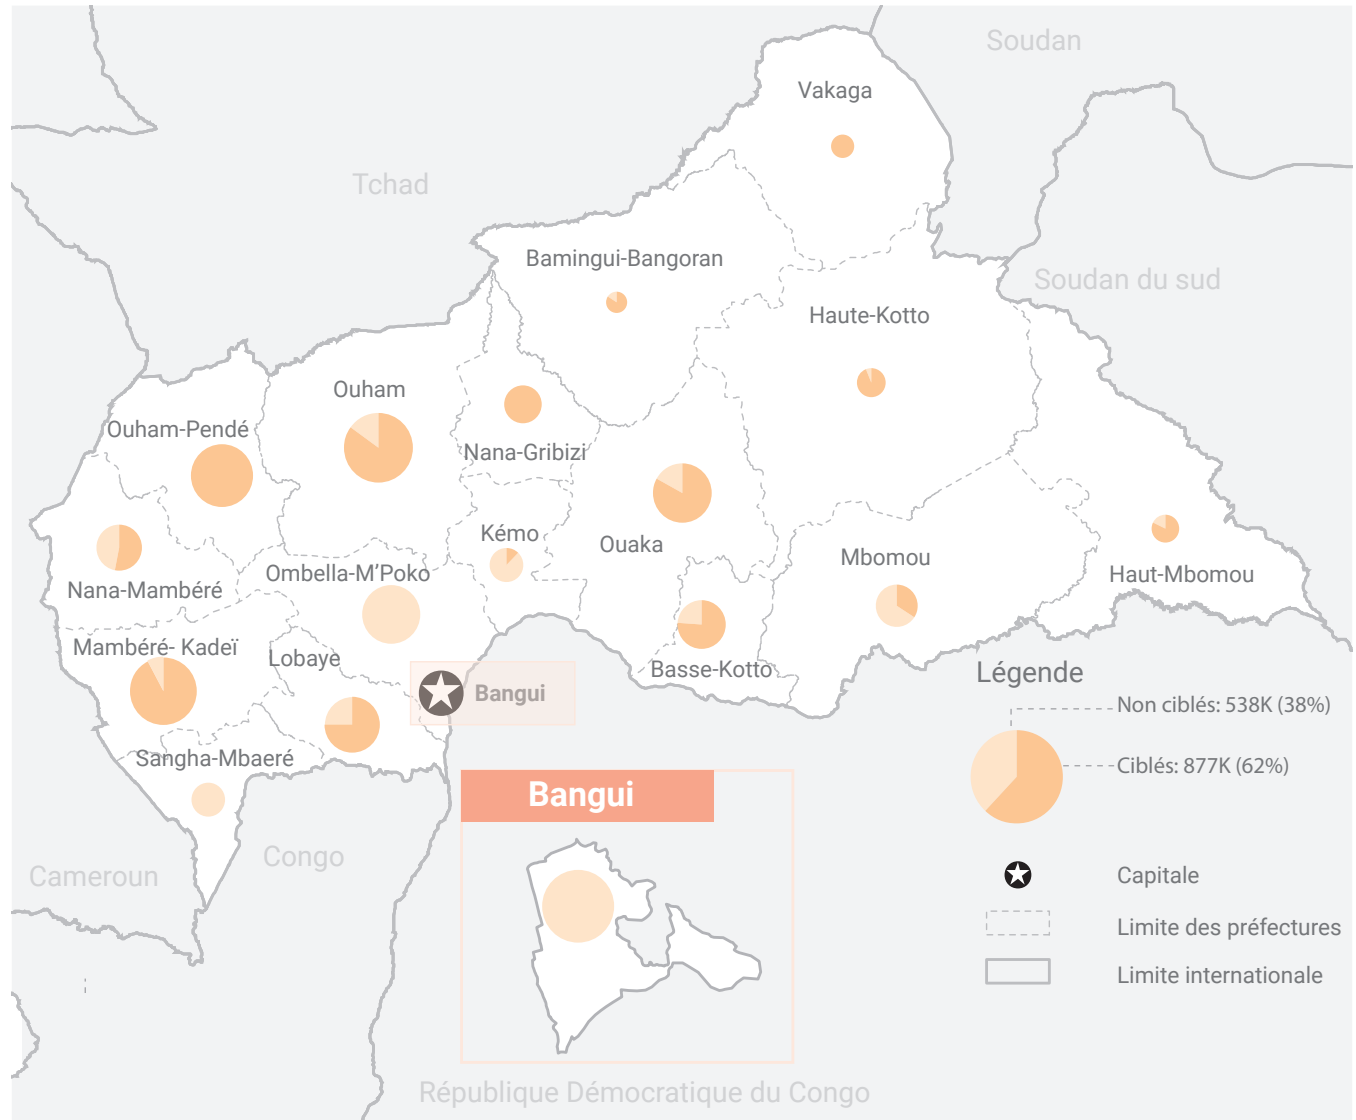 Soudan
Vakaga
Tchad
Bamingui-Bangoran
Soudan du sud
Haute-Kotto
Ouham
Ouham-Pendé
Nana-Gribizi
Kémo
Ouaka
Mbomou
Haut-Mbomou
Ombella-M'Poko
Nana-Mambéré
Mambéré- Kadeï
Lobaye
Basse-Kotto
Bangui
Sangha-Mbaeré
Légende
Non ciblés: 538K (38%)
Ciblés: 877K (62%)
Bangui
Congo
Cameroun
Capitale
Limite des préfectures
Limite internationale
République Démocratique du Congo